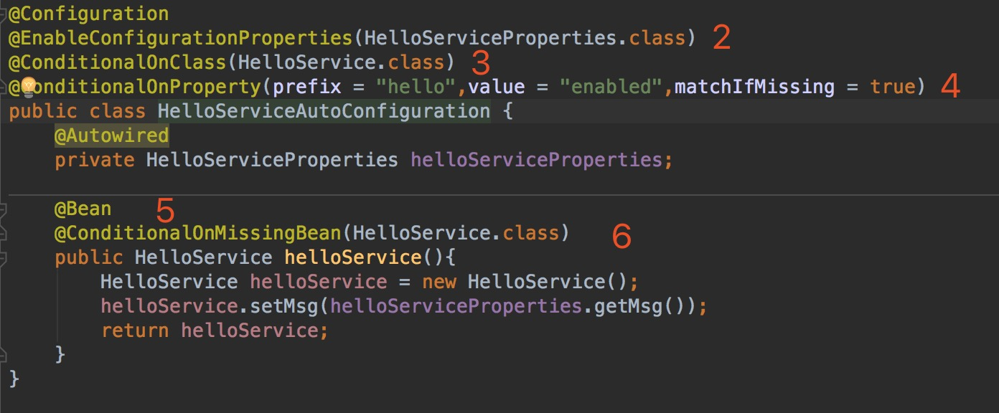 @Configuration
@EnableConfigurationProperties(HelloServiceProperties.class) 2
@ConditionalOnClass(HelloService.class) 3
@ConditionalOnProperty(prefix = "hello",value = "enabled",matchIfMissing = true) 4
public class HelloServiceAutoConfiguration {
    @Autowired
    private HelloServiceProperties helloServiceProperties;
    @Bean 5
    @ConditionalOnMissingBean(HelloService.class) 6
    public HelloService helloService(){
        HelloService helloService = new HelloService();
        helloService.setMsg(helloServiceProperties.getMsg());
        return helloService;
    }
}